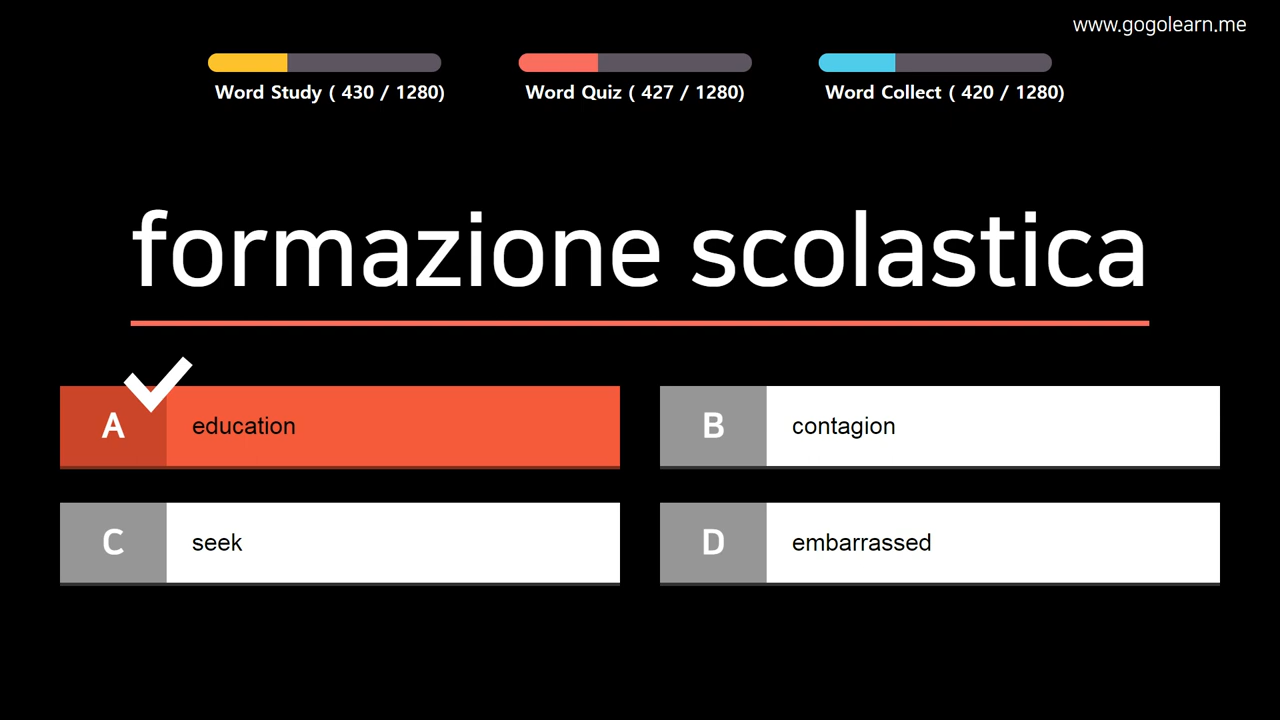 www.gogolearn.me
Word Study ( 430 / 1280)
Word Quiz ( 427 / 1280)
Word Collect ( 420 / 1280)
formazione scolastica
A education
B contagion
C seek
D embarrassed